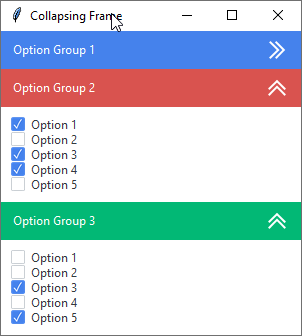 Collapsing Frame
Option Group 1
Option Group 2
Option 1
Option 2
Option 3
Option 4
Option 5
Option Group 3
Option 1
Option 2
Option 3
Option 4
Option 5